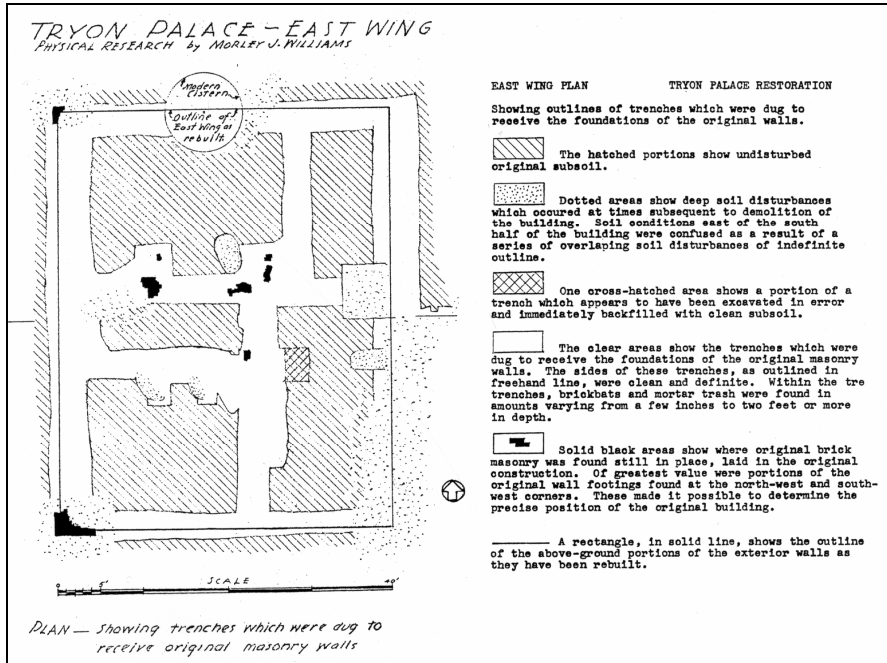 TRYON PALACE - EAST WING
PHYSICAL RESEARCH by MORLEY J. WILLIAMS
Modern
Cistern
Outline of
East Wing as
rebuilt
0 5' SCALE 40'
PLAN — Showing trenches which were dug to
receive original masonry walls
EAST WING PLAN TRYON PALACE RESTORATION
Showing outlines of trenches which were dug to
receive the foundations of the original walls.
The hatched portions show undisturbed
original subsoil.
Dotted areas show deep soil disturbances
which occured at times subsequent to demolition of
the building. Soil conditions east of the south
half of the building were confused as a result of a
series of overlaping soil disturbances of indefinite
outline.
One cross-hatched area shows a portion of a
trench which appears to have been excavated in error
and immediately backfilled with clean subsoil.
The clear areas show the trenches which were
dug to receive the foundations of the original masonry
walls. The sides of these trenches, as outlined in
freehand line, were clean and definite. Within the tre
trenches, brickbats and mortar trash were found in
amounts varying from a few inches to two feet or more
in depth.
Solid black areas show where original brick
masonry was found still in place, laid in the original
construction. Of greatest value were portions of the
original wall footings found at the north-west and south-
west corners. These made it possible to determine the
precise position of the original building.
A rectangle, in solid line, shows the outline
of the above-ground portions of the exterior walls as
they have been rebuilt.